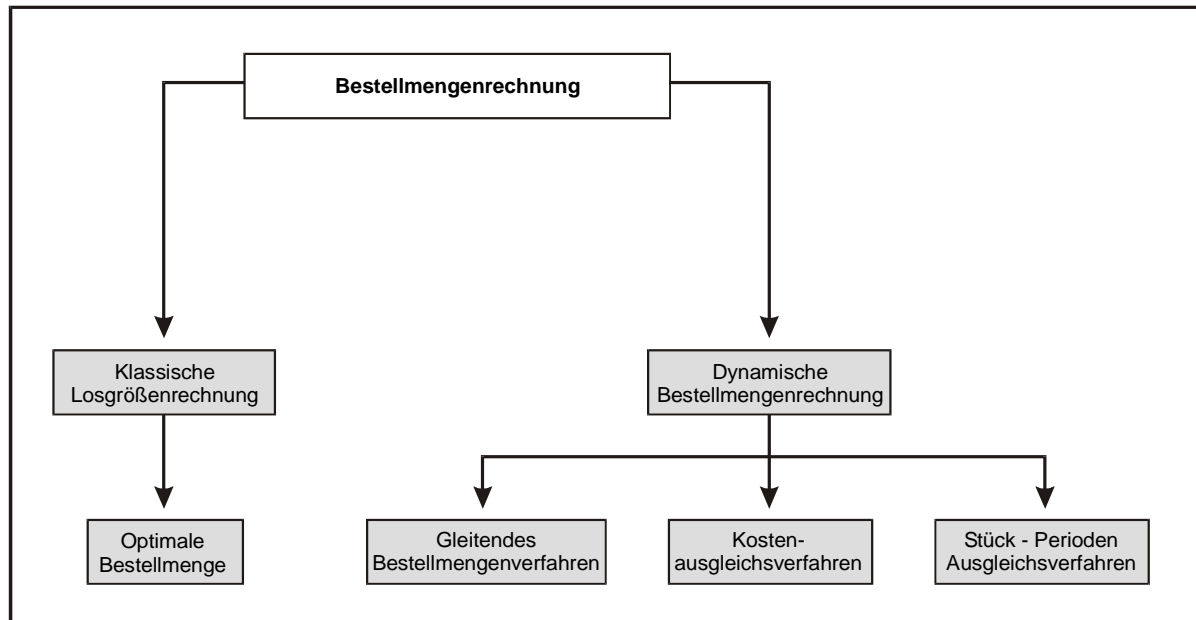 Bestellmengenrechnung
Klassische
Losgrößenrechnung
Dynamische
Bestellmengenrechnung
Optimale
Bestellmenge
Gleitendes
Bestellmengenverfahren
Kosten-
ausgleichsverfahren
Stück - Perioden
Ausgleichsverfahren